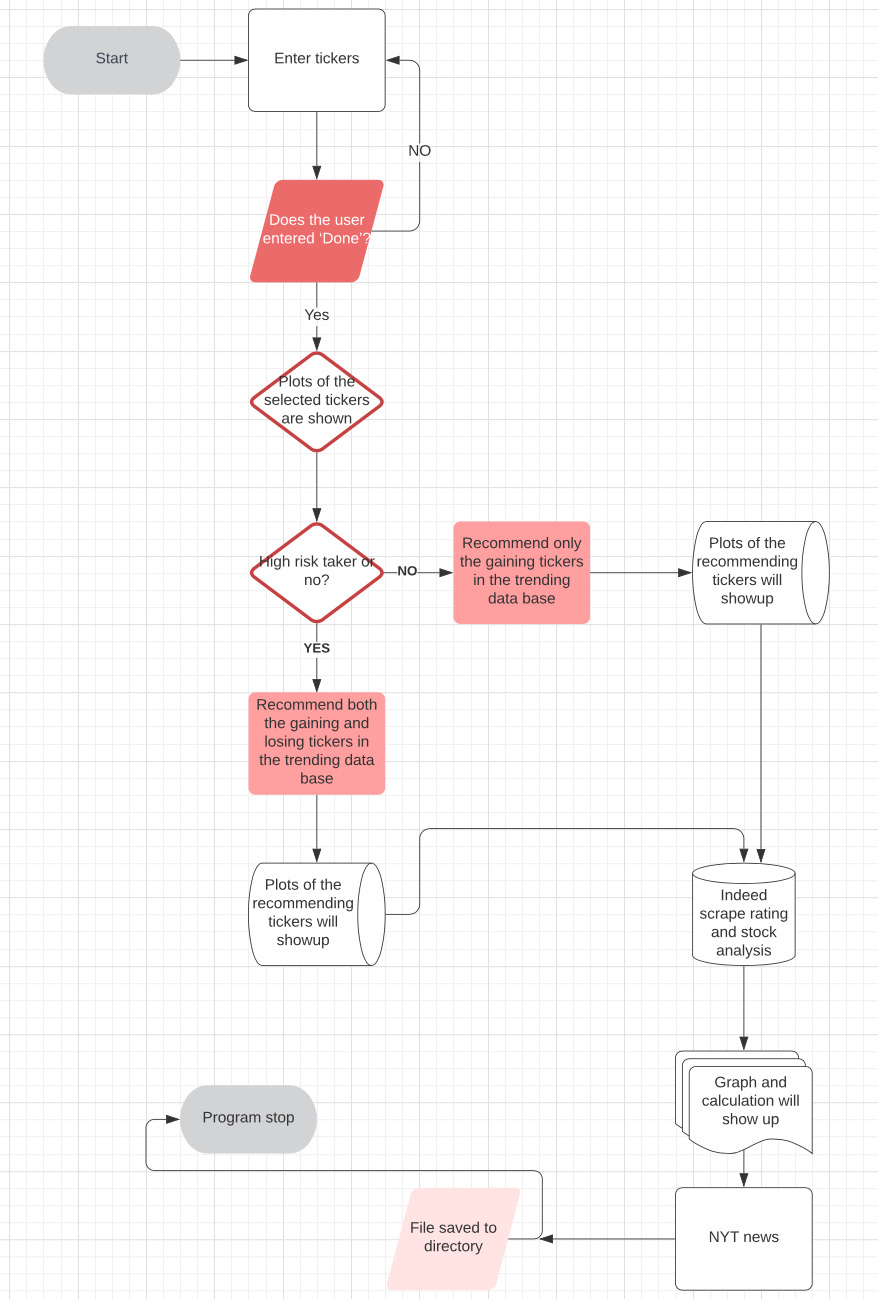 Start
Enter tickers
NO
Does the user
entered ‘Done’?
Yes
Plots of the
selected tickers
are shown
High risk taker or
no?
NO
Recommend only
the gaining tickers
in the trending
data base
Plots of the
recommending
tickers will
showup
YES
Recommend both
the gaining and
losing tickers in
the trending data
base
Plots of the
recommending
tickers will
showup
Indeed
scrape rating
and stock
analysis
Graph and
calculation will
show up
Program stop
File saved to
directory
NYT news